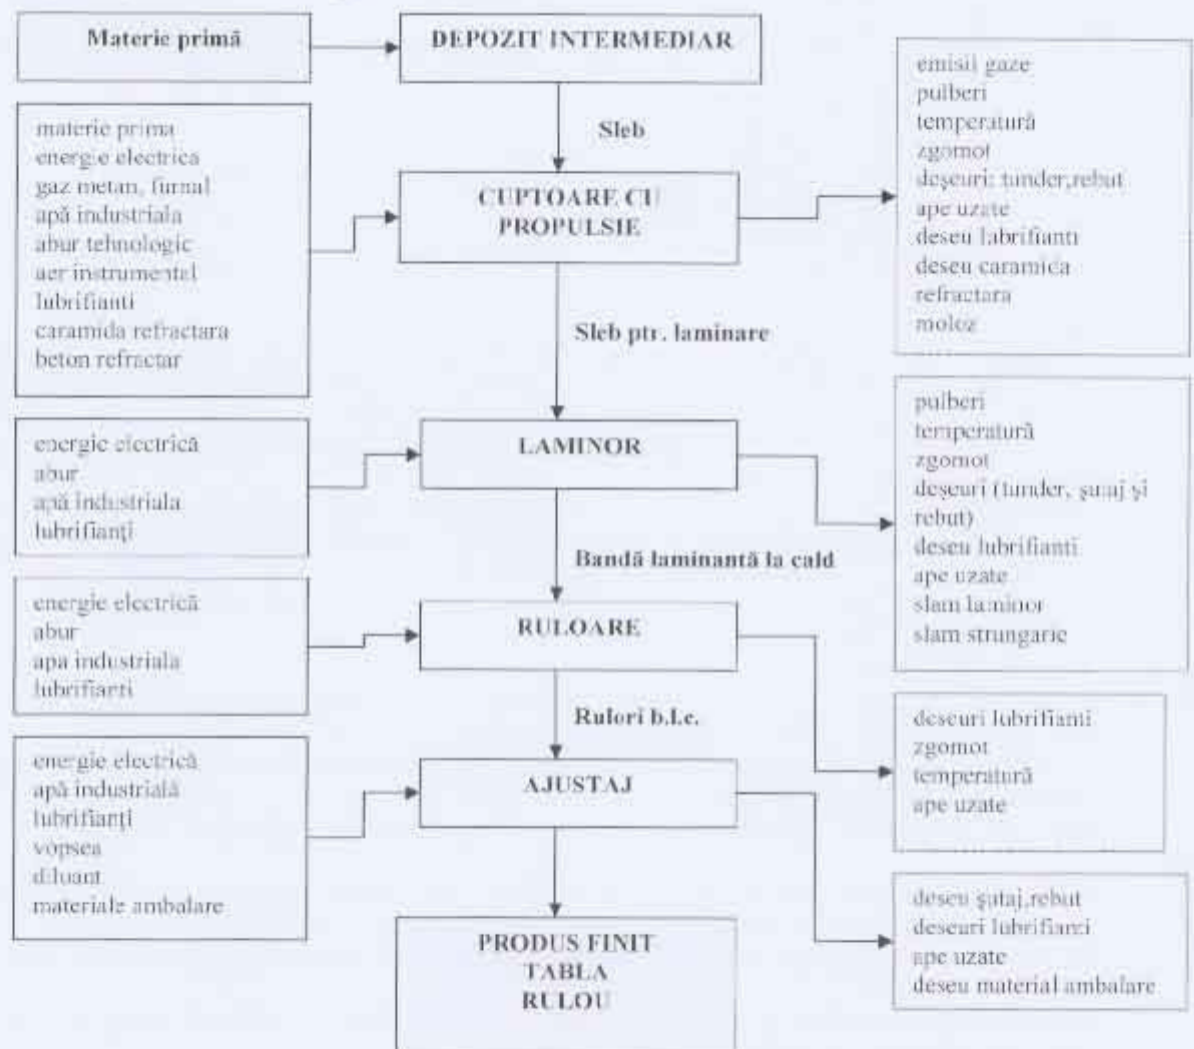 Materie primă
DEPOZIT INTERMEDIAR
Sleb
materie prima
energie electrica
gaz metan, furnal
apă industriala
abur tehnologic
aer instrumental
lubrifianti
caramida refractara
beton refractar
CUPTOARE CU
PROPULSIE
emisii gaze
pulberi
temperatură
zgomot
deşeuri: tunder,rebut
ape uzate
deseu labrifianti
deseu caramida
refractara
moloz
Sleb ptr. laminare
energie electrică
abur
apă industriala
lubrifianţi
LAMINOR
pulberi
temperatură
zgomot
deşeuri (tunder, şutaj şi
rebut)
deseu lubrifianti
ape uzate
slam laminor
slam strungarie
Bandă laminantă la cald
energie electrică
abur
apa industriala
lubrifianti
RULOARE
deseuri lubrifianti
zgomot
temperatură
ape uzate
Rulori b.l.c.
energie electrică
apă industrială
lubrifianţi
vopsea
diluant
materiale ambalare
AJUSTAJ
deseu şutaj,rebut
deseuri lubrifianti
ape uzate
deseu material ambalare
PRODUS FINIT
TABLA
RULOU